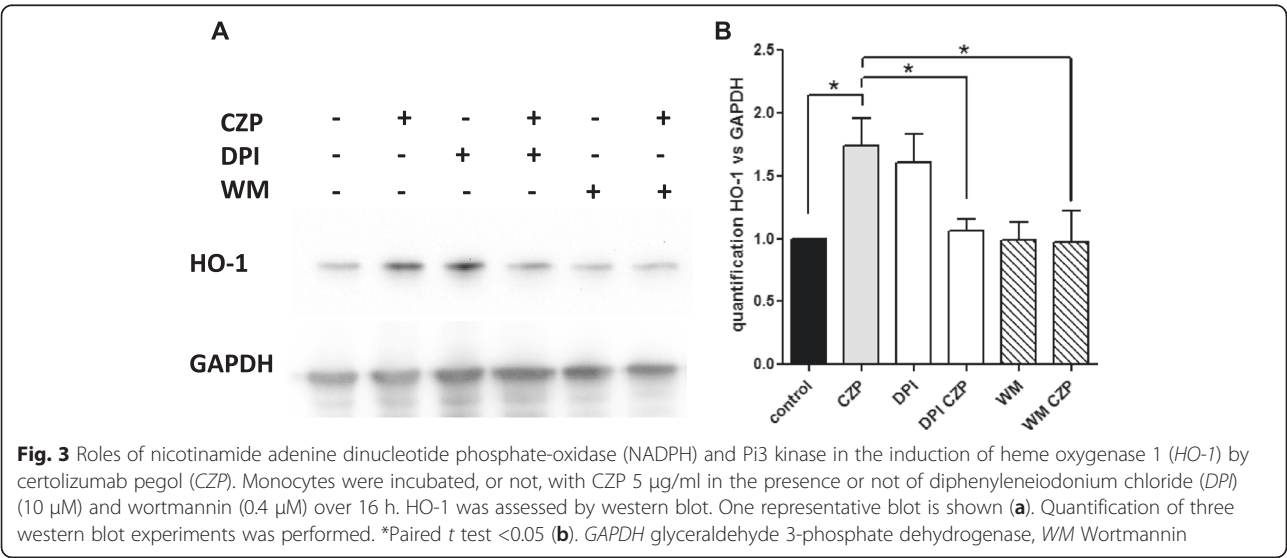 A
CZP - + - + - +
DPI - - + + - -
WM - - - - + +
HO-1
GAPDH
B
* * *
quantification HO-1 vs GAPDH
2.5
2.0
1.5
1.0
0.5
0.0
control CZP DPI DPI CZP WM WM CZP
Fig. 3 Roles of nicotinamide adenine dinucleotide phosphate-oxidase (NADPH) and Pi3 kinase in the induction of heme oxygenase 1 (HO-1) by
certolizumab pegol (CZP). Monocytes were incubated, or not, with CZP 5 μg/ml in the presence or not of diphenyleneiodonium chloride (DPI)
(10 μM) and wortmannin (0.4 μM) over 16 h. HO-1 was assessed by western blot. One representative blot is shown (a). Quantification of three
western blot experiments was performed. *Paired t test <0.05 (b). GAPDH glyceraldehyde 3-phosphate dehydrogenase, WM Wortmannin